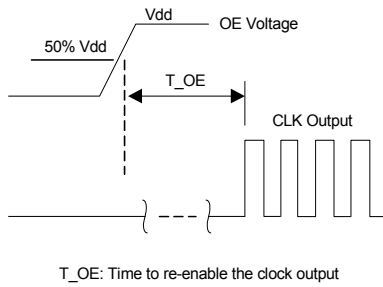 Vdd
OE Voltage
50% Vdd
T_OE
CLK Output
T_OE: Time to re-enable the clock output